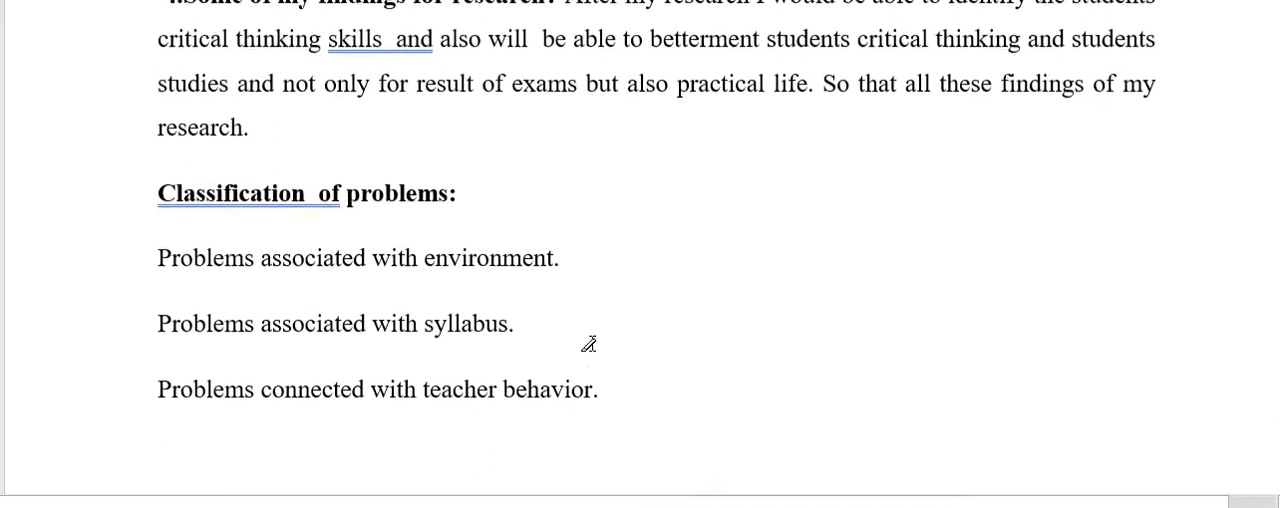 critical thinking skills  and also will  be able to betterment students critical thinking and students
studies and not only for result of exams but also practical life. So that all these findings of my
research.
Classification  of problems:
Problems associated with environment.
Problems associated with syllabus.
Problems connected with teacher behavior.